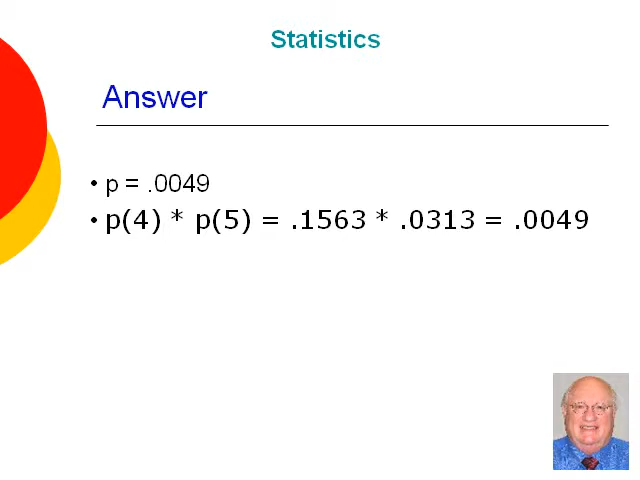 Statistics
Answer
• p = .0049
• p(4) * p(5) = .1563 * .0313 = .0049